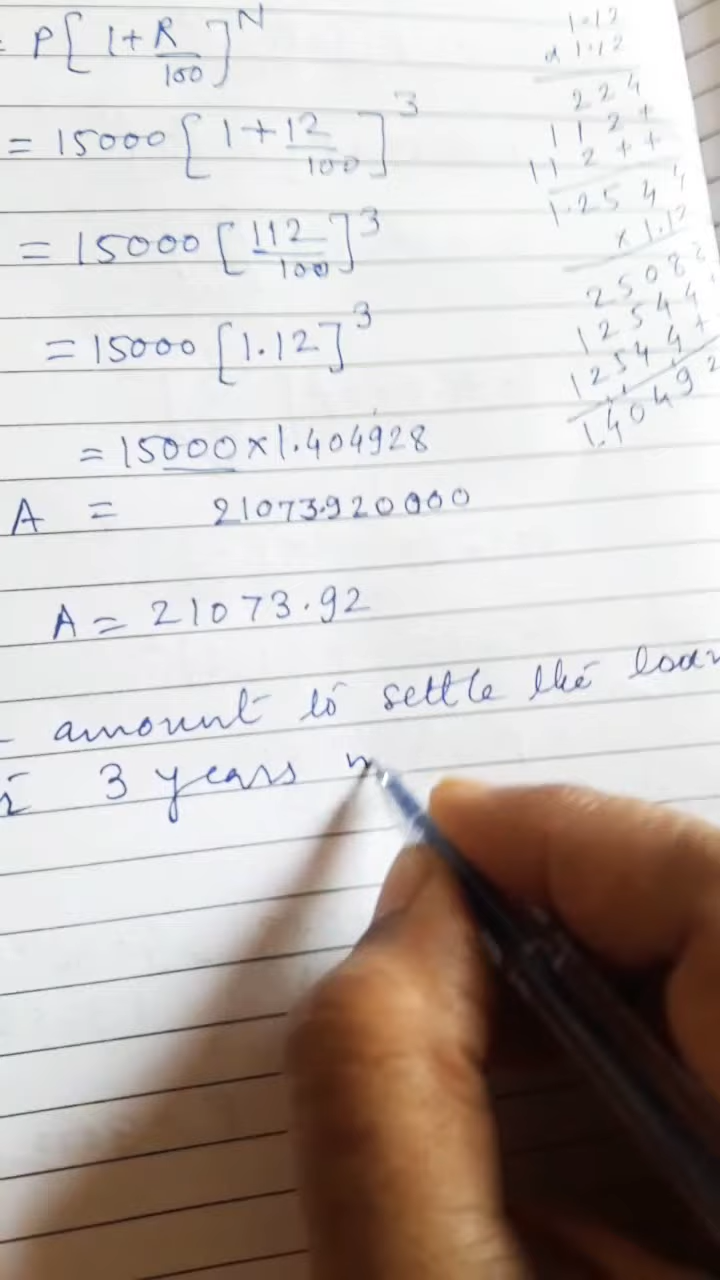 = P[1+R/100]^N
= 15000[1+12/100]^3
= 15000[112/100]^3
= 15000[1.12]^3
= 15000×1.404928
A = 21073.920000
A = 21073.92
amount to settle the loan
3 years
1.12
x 1.12
224
112+
112++
1.2544
x 1.12
25088
12544
12544+
1.40492